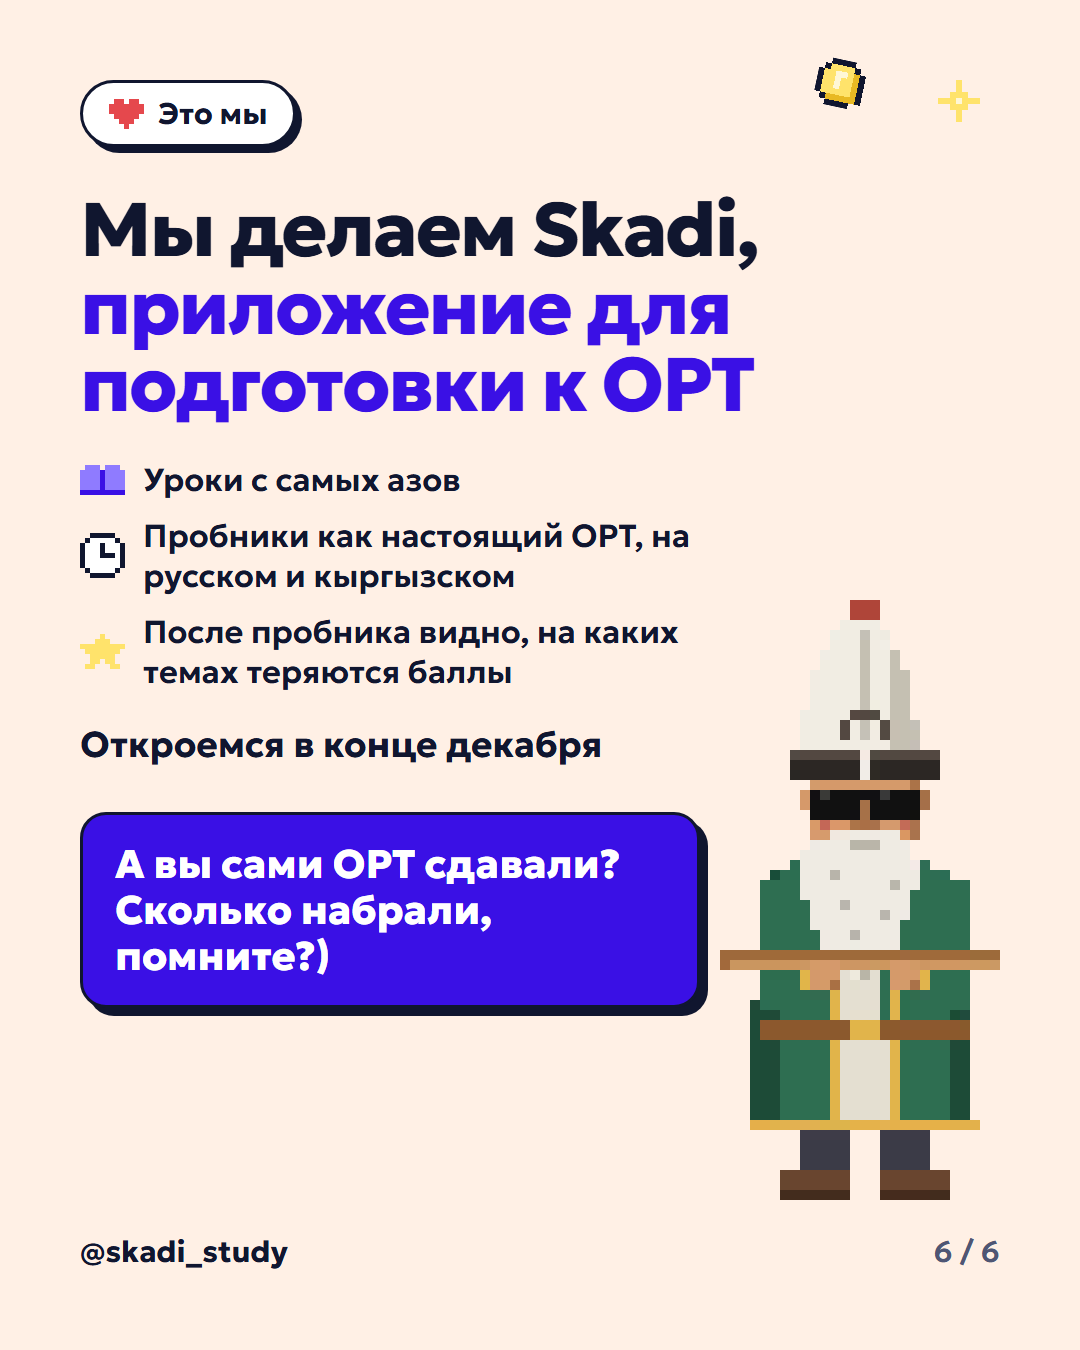 Это мы
Мы делаем Skadi,
приложение для
подготовки к ОРТ
Уроки с самых азов
Пробники как настоящий ОРТ, на
русском и кыргызском
После пробника видно, на каких
темах теряются баллы
Откроемся в конце декабря
А вы сами ОРТ сдавали?
Сколько набрали,
помните?)
@skadi_study
6 / 6